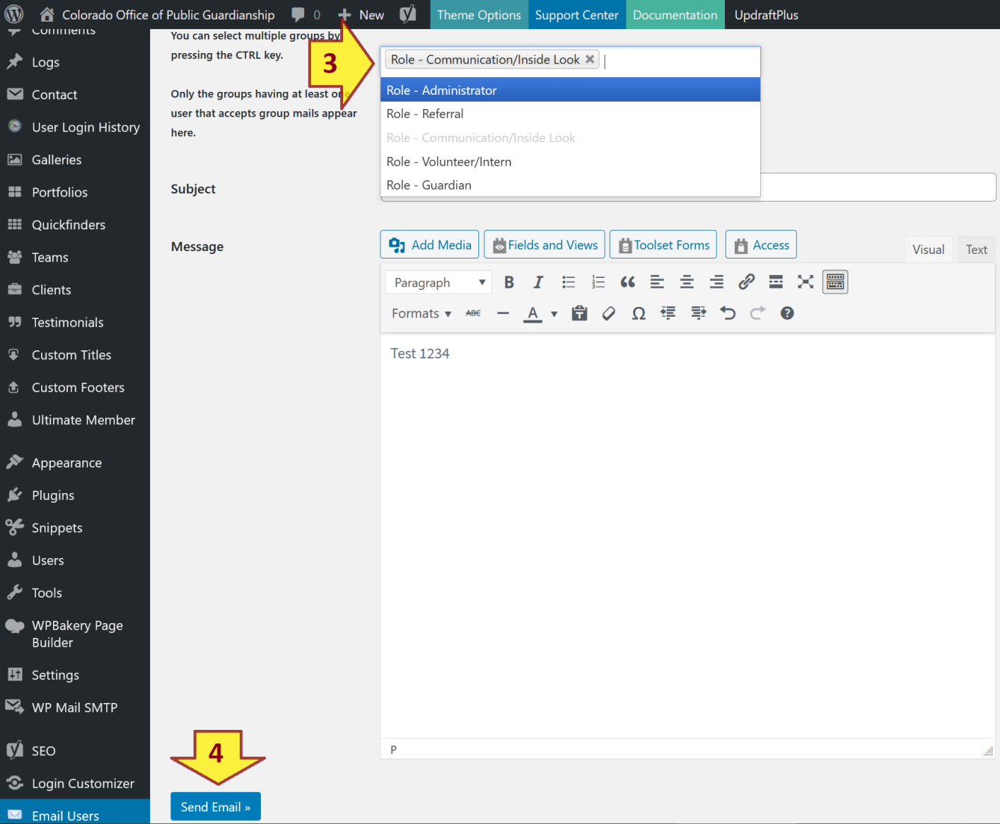 Colorado Office of Public Guardianship 0 New Theme Options Support Center Documentation UpdraftPlus
Comments
Logs
Contact
User Login History
Galleries
Portfolios
Quickfinders
Teams
Clients
Testimonials
Custom Titles
Custom Footers
Ultimate Member
Appearance
Plugins
Snippets
Users
Tools
WPBakery Page
Builder
Settings
WP Mail SMTP
SEO
Login Customizer
Email Users
You can select multiple groups by
pressing the CTRL key.
Only the groups having at least one
user that accepts group mails appear
here.
3
Role - Communication/Inside Look
Role - Administrator
Role - Referral
Role - Communication/Inside Look
Role - Volunteer/Intern
Role - Guardian
Subject
Message
Add Media Fields and Views Toolset Forms Access
Visual Text
Paragraph B I
Formats ABC A Ω
Test 1234
P
4
Send Email »